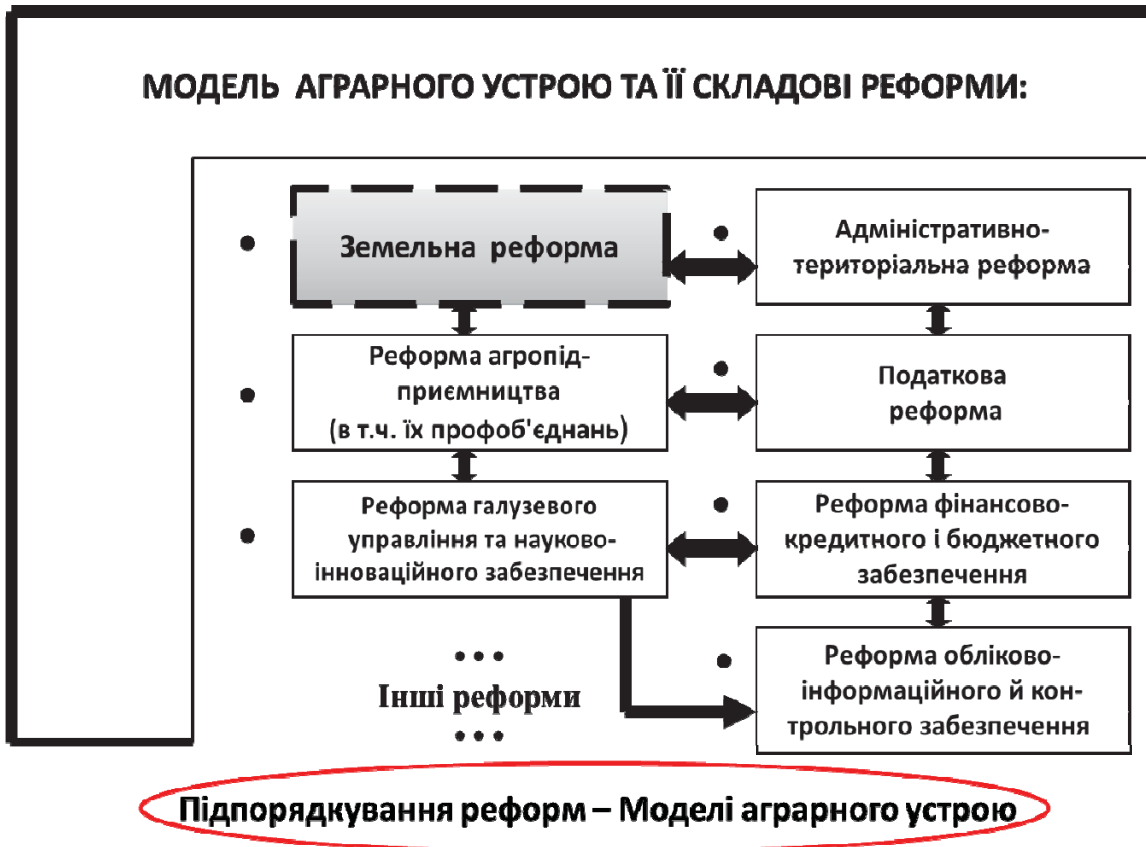 МОДЕЛЬ АГРАРНОГО УСТРОЮ ТА ЇЇ СКЛАДОВІ РЕФОРМИ:
• Земельна реформа
• Адміністративно-
територіальна реформа
• Реформа агропід-
приємництва
(в т.ч. їх профоб'єднань)
• Податкова
реформа
• Реформа галузевого
управління та науково-
інноваційного забезпечення
• Реформа фінансово-
кредитного і бюджетного
забезпечення
• • •
Інші реформи
• • •
• Реформа обліково-
інформаційного й кон-
трольного забезпечення
Підпорядкування реформ – Моделі аграрного устрою